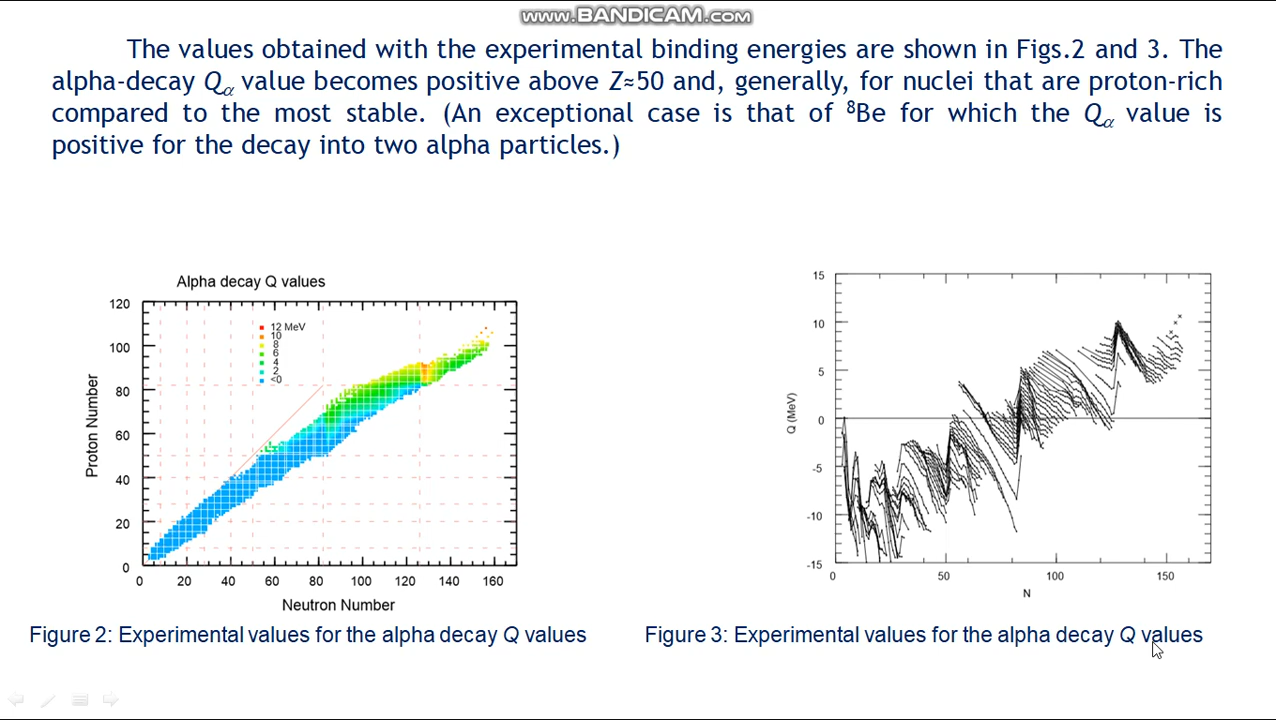 www.BANDICAM.com
The values obtained with the experimental binding energies are shown in Figs.2 and 3. The
alpha-decay Qα value becomes positive above Z≈50 and, generally, for nuclei that are proton-rich
compared to the most stable. (An exceptional case is that of ⁸Be for which the Qα value is
positive for the decay into two alpha particles.)
Alpha decay Q values
120
100
80
60
40
20
0
Proton Number
12 MeV
10
8
6
4
2
<0
0 20 40 60 80 100 120 140 160
Neutron Number
Figure 2: Experimental values for the alpha decay Q values
15
10
5
0
-5
-10
-15
Q (MeV)
0 50 100 150
N
Figure 3: Experimental values for the alpha decay Q values